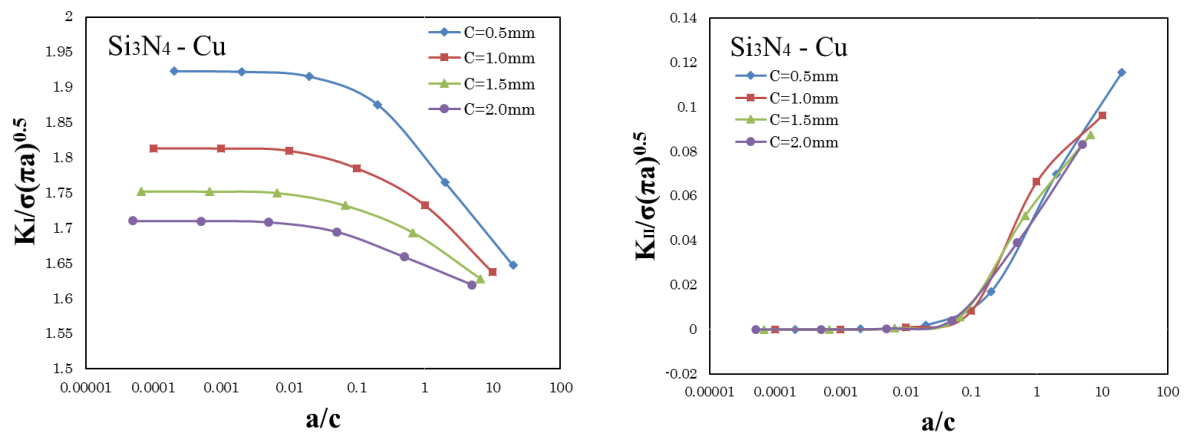 2
1.95
1.9
1.85
1.8
1.75
1.7
1.65
1.6
1.55
1.5
K_I/σ(πa)^0.5
Si₃N₄ - Cu
C=0.5mm
C=1.0mm
C=1.5mm
C=2.0mm
0.00001 0.0001 0.001 0.01 0.1 1 10 100
a/c
0.14
0.12
0.1
0.08
0.06
0.04
0.02
0
-0.02
K_II/σ(πa)^0.5
Si₃N₄ - Cu
C=0.5mm
C=1.0mm
C=1.5mm
C=2.0mm
0.00001 0.0001 0.001 0.01 0.1 1 10 100
a/c